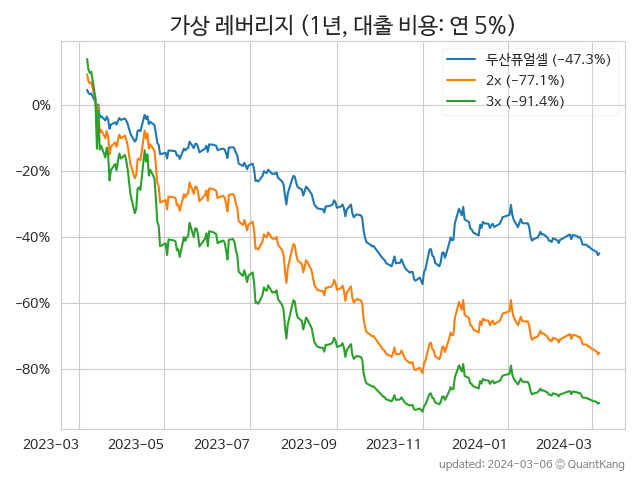 가상 레버리지 (1년, 대출 비용: 연 5%)
두산퓨얼셀 (−47.3%)
2x (−77.1%)
3x (−91.4%)
0%
−20%
−40%
−60%
−80%
2023-03 2023-05 2023-07 2023-09 2023-11 2024-01 2024-03
updated: 2024-03-06 © QuantKang